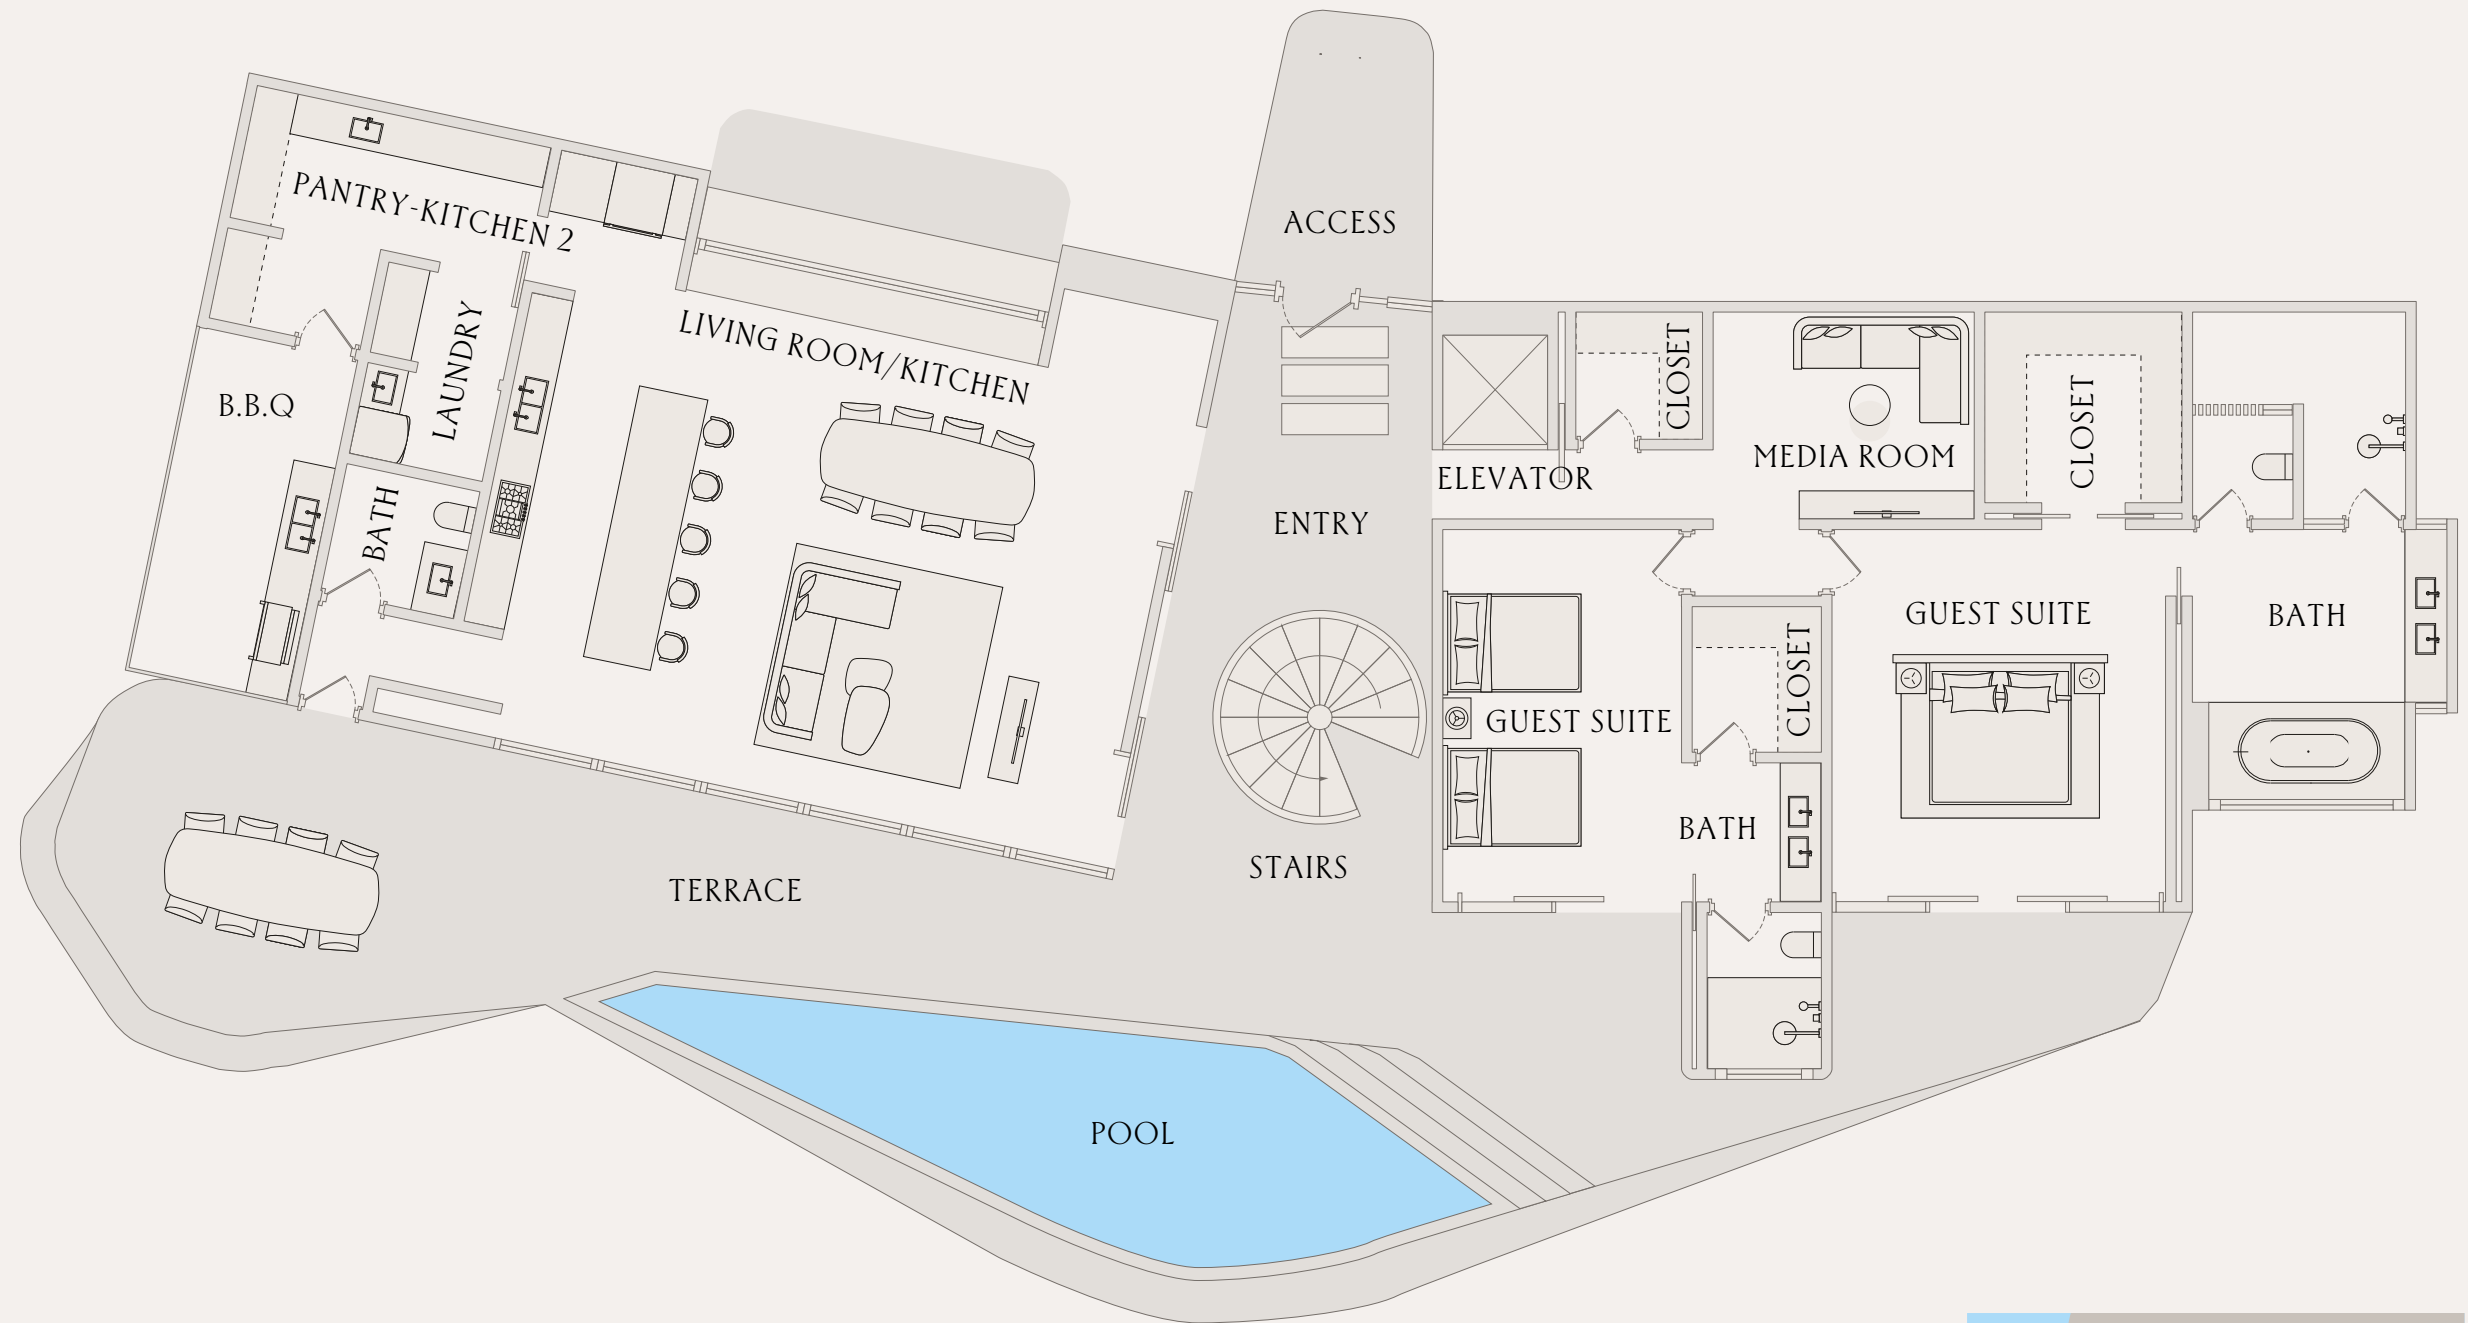 PANTRY-KITCHEN 2
ACCESS
LIVING ROOM/KITCHEN
LAUNDRY
B.B.Q
BATH
CLOSET
MEDIA ROOM
CLOSET
ELEVATOR
ENTRY
GUEST SUITE
BATH
CLOSET
GUEST SUITE
BATH
STAIRS
TERRACE
POOL